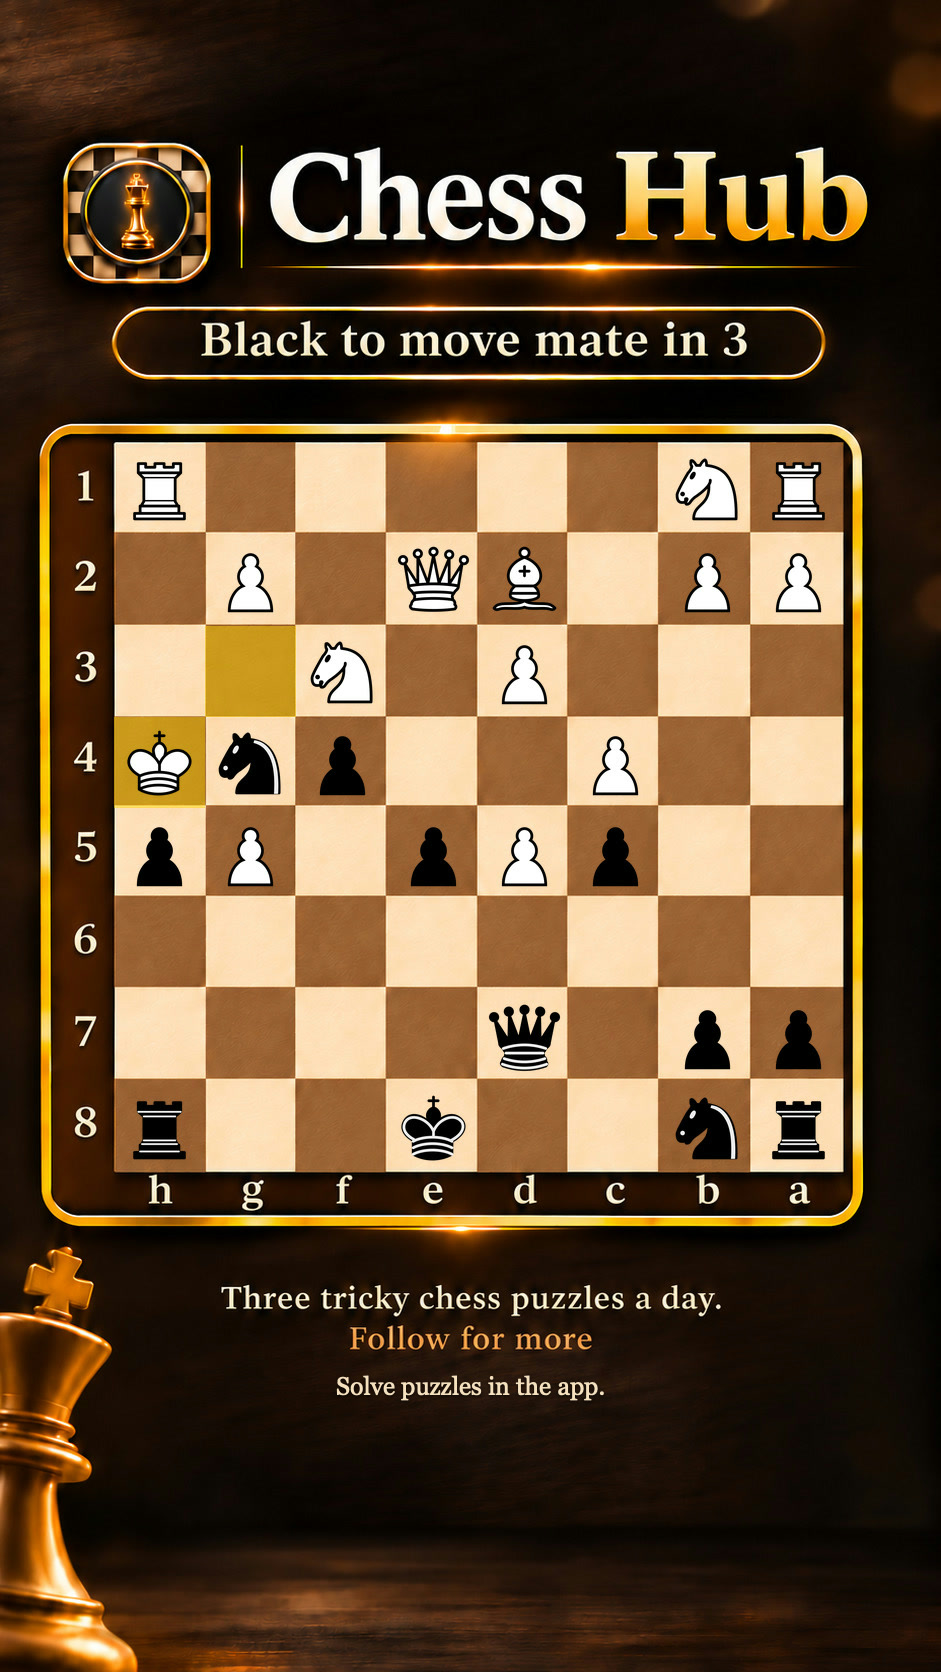 Chess Hub
Black to move mate in 3
1
2
3
4
5
6
7
8
h g f e d c b a
Three tricky chess puzzles a day.
Follow for more
Solve puzzles in the app.